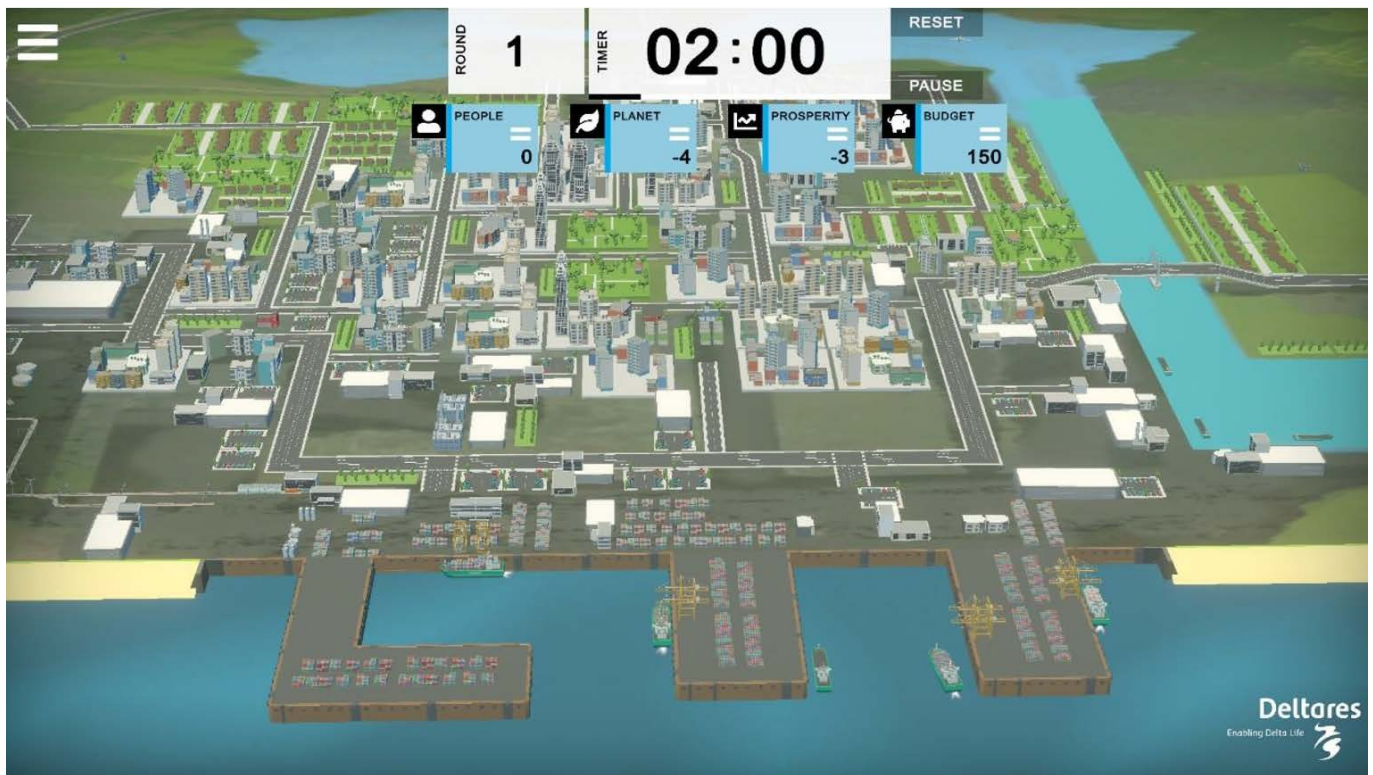 ROUND
1
TIMER
02:00
RESET
PAUSE
PEOPLE
0
PLANET
-4
PROSPERITY
-3
BUDGET
150
Deltares
Enabling Delta Life